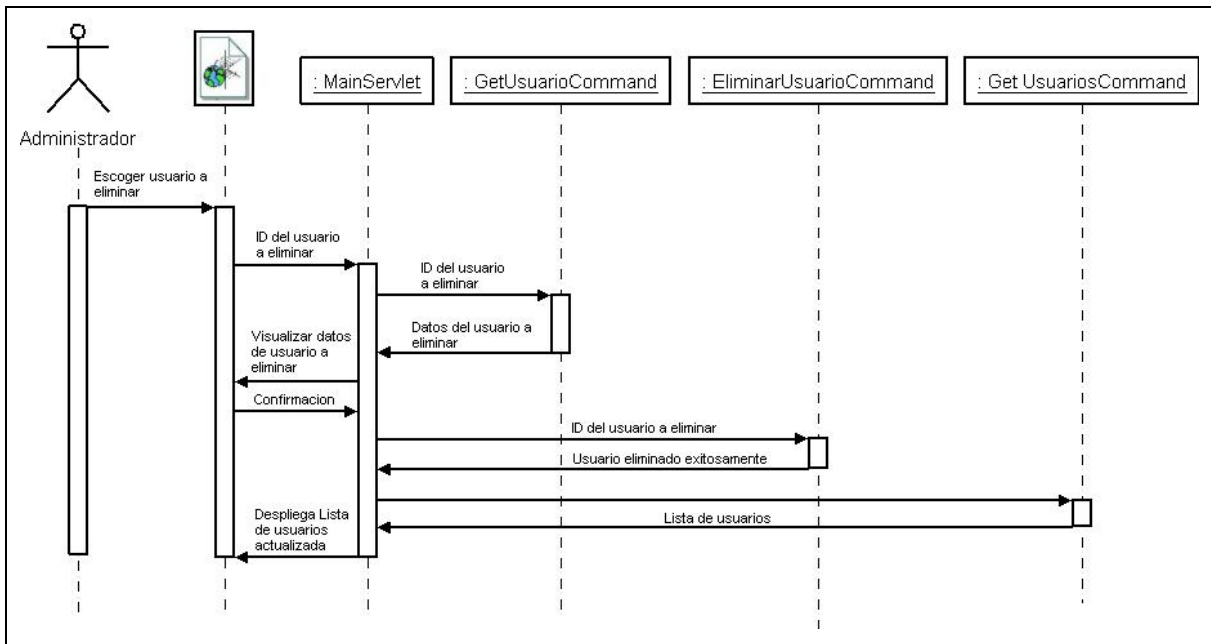 : MainServlet
: GetUsuarioCommand
: EliminarUsuarioCommand
: Get UsuariosCommand
Administrador
Escoger usuario a
eliminar
ID del usuario
a eliminar
ID del usuario
a eliminar
Datos del usuario a
eliminar
Visualizar datos
de usuario a
eliminar
Confirmacion
ID del usuario a eliminar
Usuario eliminado exitosamente
Lista de usuarios
Despliega Lista
de usuarios
actualizada